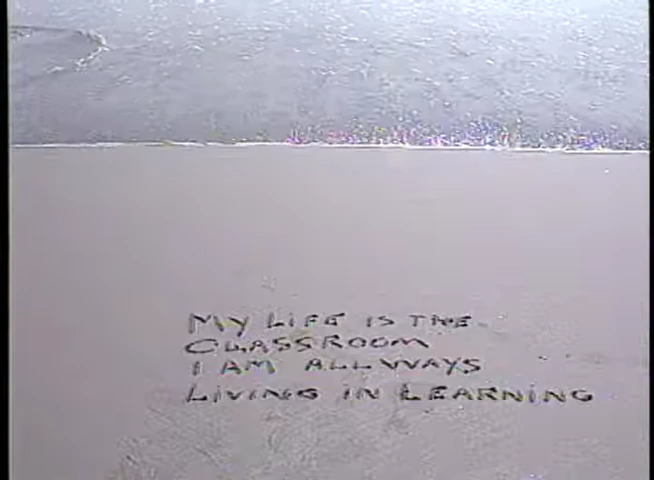 MY LIFE IS THE
CLASSROOM
I AM ALLWAYS
LIVING IN LEARNING